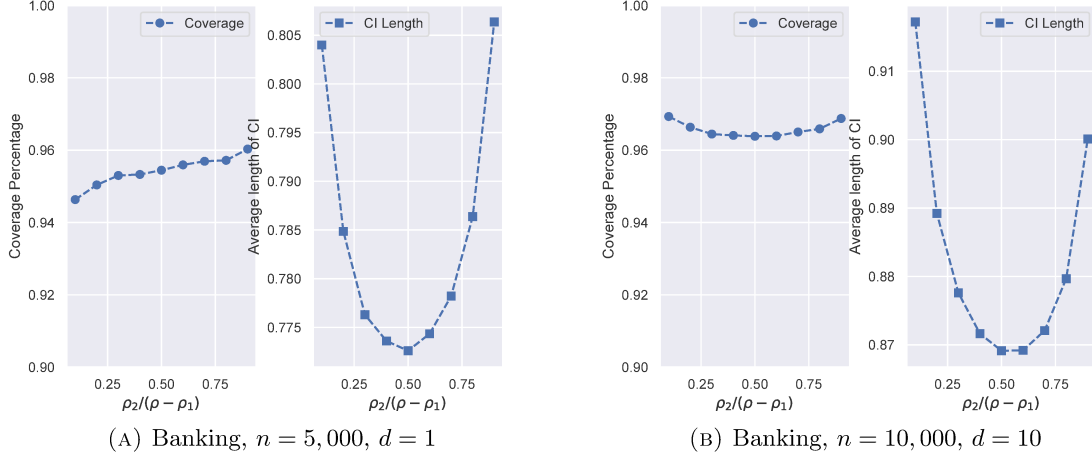 Coverage
Coverage Percentage
1.00
0.98
0.96
0.94
0.92
0.90
0.25
0.50
0.75
ρ₂/(ρ − ρ₁)
CI Length
Average length of CI
0.805
0.800
0.795
0.790
0.785
0.780
0.775
0.25
0.50
0.75
ρ₂/(ρ − ρ₁)
(A) Banking, n = 5,000, d = 1
Coverage
Coverage Percentage
1.00
0.98
0.96
0.94
0.92
0.90
0.25
0.50
0.75
ρ₂/(ρ − ρ₁)
CI Length
Average length of CI
0.91
0.90
0.89
0.88
0.87
0.25
0.50
0.75
ρ₂/(ρ − ρ₁)
(B) Banking, n = 10,000, d = 10